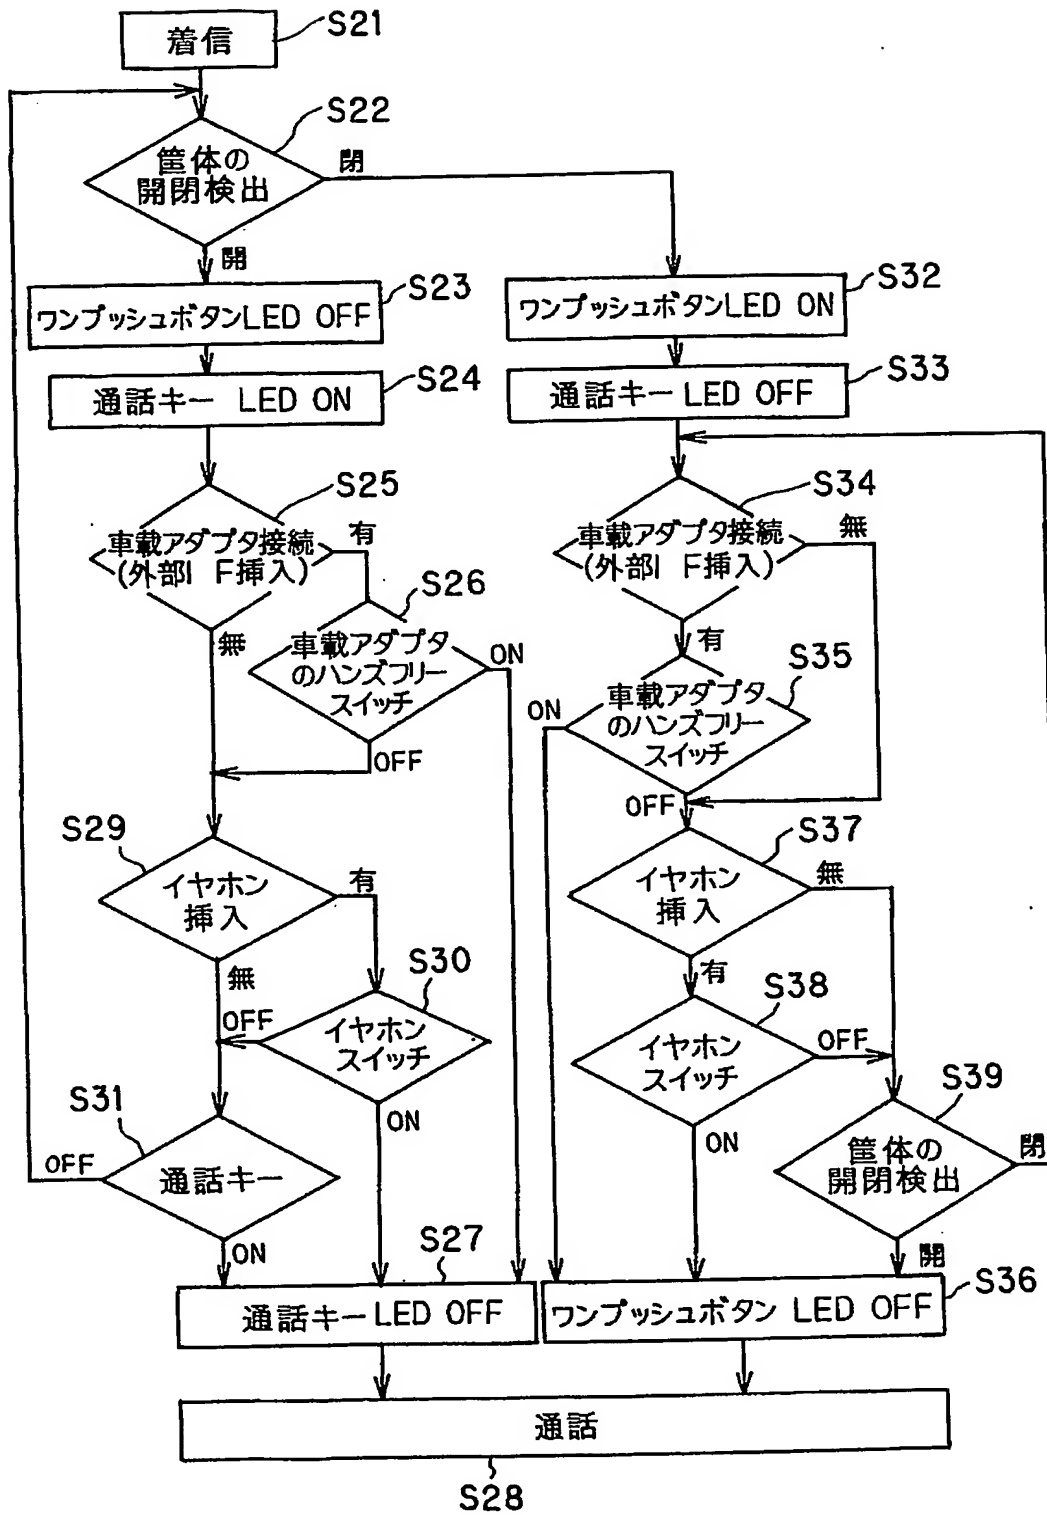 着信
S21
S22
筐体の
開閉検出
閉
開
S23
ワンプッシュボタンLED OFF
S24
通話キー LED ON
S25
車載アダプタ接続
(外部I F挿入)
有
無
S26
車載アダプタ
のハンズフリー
スイッチ
ON
OFF
S29
イヤホン
挿入
有
無
S30
イヤホン
スイッチ
OFF
ON
S31
通話キー
OFF
ON
S27
通話キーLED OFF
S32
ワンプッシュボタンLED ON
S33
通話キーLED OFF
S34
車載アダプタ接続
(外部I F挿入)
無
有
S35
車載アダプタ
のハンズフリー
スイッチ
ON
OFF
S37
イヤホン
挿入
無
有
S38
イヤホン
スイッチ
OFF
ON
S39
筐体の
開閉検出
閉
開
S36
ワンプッシュボタン LED OFF
通話
S28